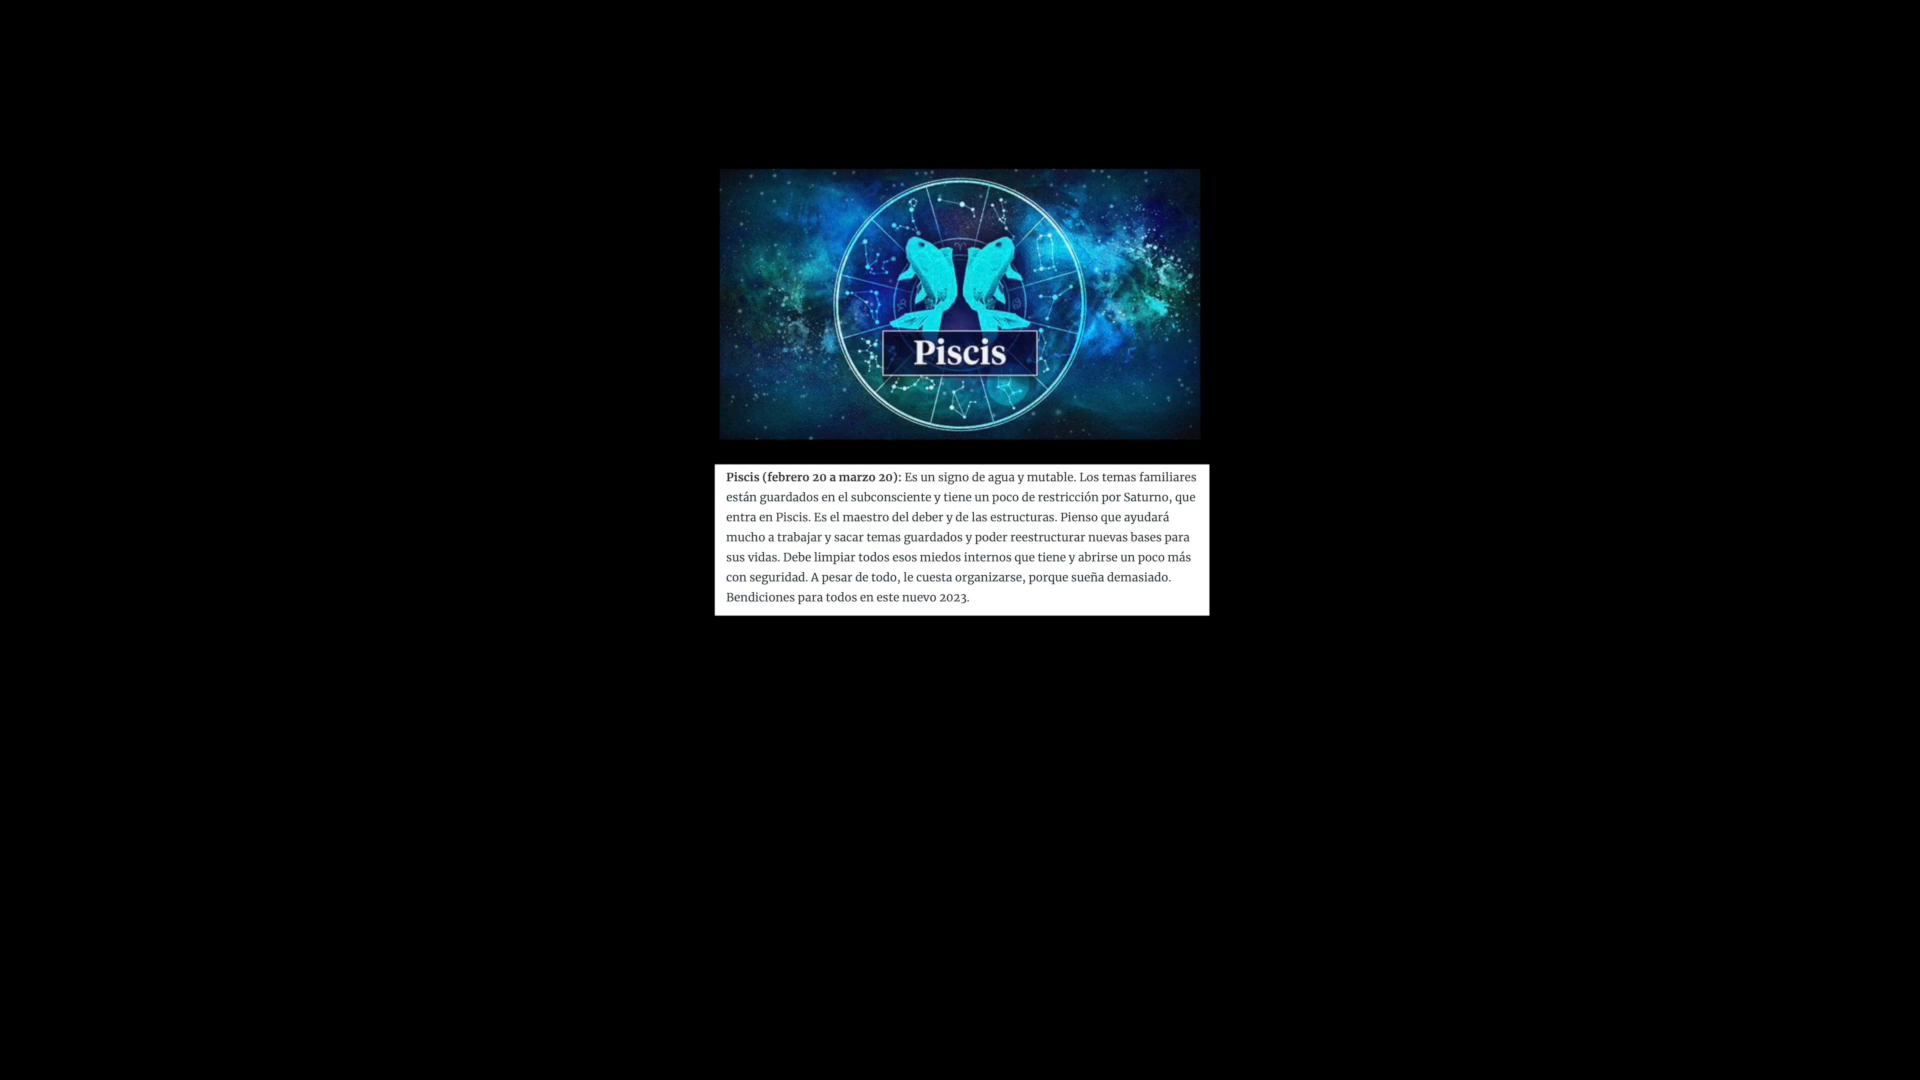 Piscis
Piscis (febrero 20 a marzo 20): Es un signo de agua y mutable. Los temas familiares
están guardados en el subconsciente y tiene un poco de restricción por Saturno, que
entra en Piscis. Es el maestro del deber y de las estructuras. Pienso que ayudará
mucho a trabajar y sacar temas guardados y poder reestructurar nuevas bases para
sus vidas. Debe limpiar todos esos miedos internos que tiene y abrirse un poco más
con seguridad. A pesar de todo, le cuesta organizarse, porque sueña demasiado.
Bendiciones para todos en este nuevo 2023.